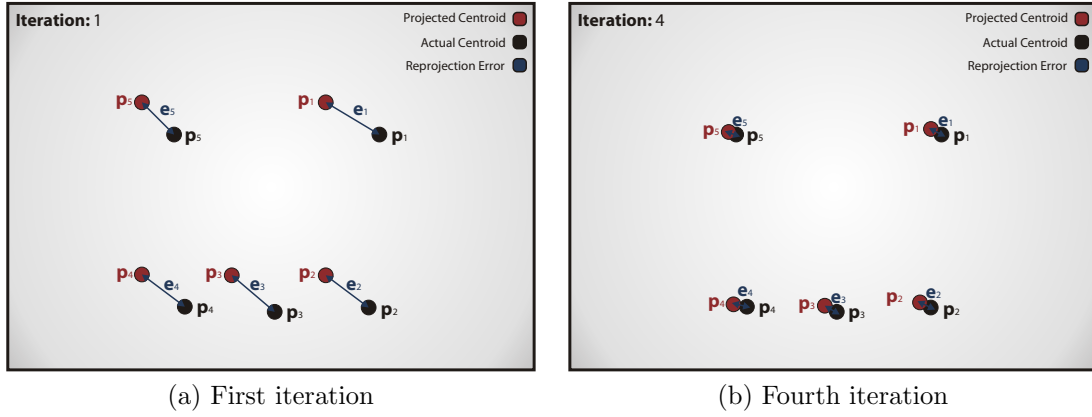 Iteration: 1
Projected Centroid
Actual Centroid
Reprojection Error
p5
e5
p5
p1
e1
p1
p4
e4
p4
p3
e3
p3
p2
e2
p2
(a) First iteration
Iteration: 4
Projected Centroid
Actual Centroid
Reprojection Error
p5
e5
p5
p1
e1
p1
p4
e4
p4
p3
e3
p3
p2
e2
p2
(b) Fourth iteration